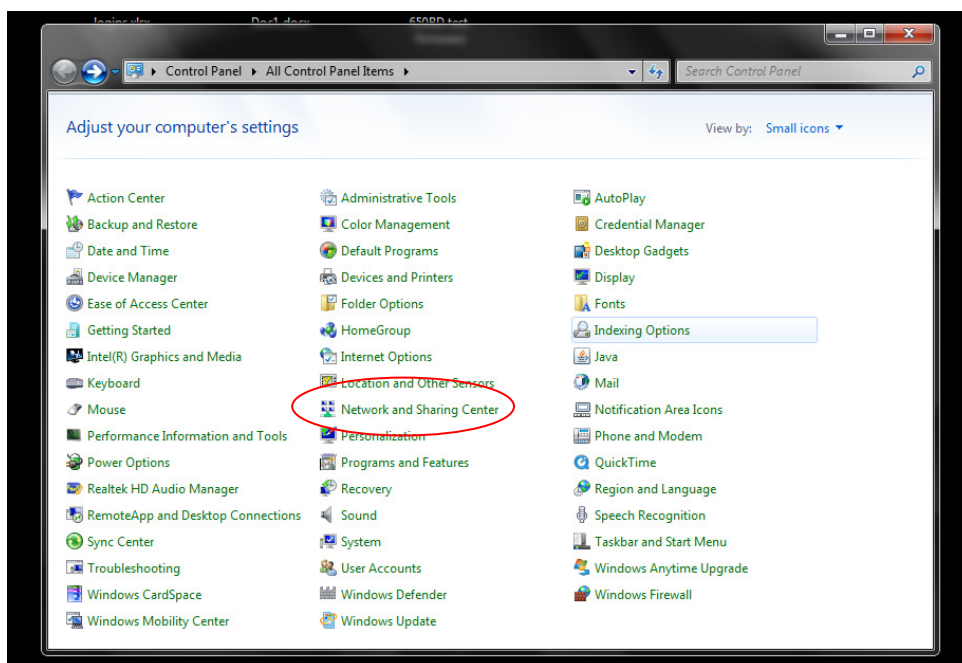 logins.xlsx Doc1.docx 650RD test
Control Panel All Control Panel Items Search Control Panel
Adjust your computer's settings View by: Small icons
Action Center Administrative Tools AutoPlay
Backup and Restore Color Management Credential Manager
Date and Time Default Programs Desktop Gadgets
Device Manager Devices and Printers Display
Ease of Access Center Folder Options Fonts
Getting Started HomeGroup Indexing Options
Intel(R) Graphics and Media Internet Options Java
Keyboard Location and Other Sensors Mail
Mouse Network and Sharing Center Notification Area Icons
Performance Information and Tools Personalization Phone and Modem
Power Options Programs and Features QuickTime
Realtek HD Audio Manager Recovery Region and Language
RemoteApp and Desktop Connections Sound Speech Recognition
Sync Center System Taskbar and Start Menu
Troubleshooting User Accounts Windows Anytime Upgrade
Windows CardSpace Windows Defender Windows Firewall
Windows Mobility Center Windows Update